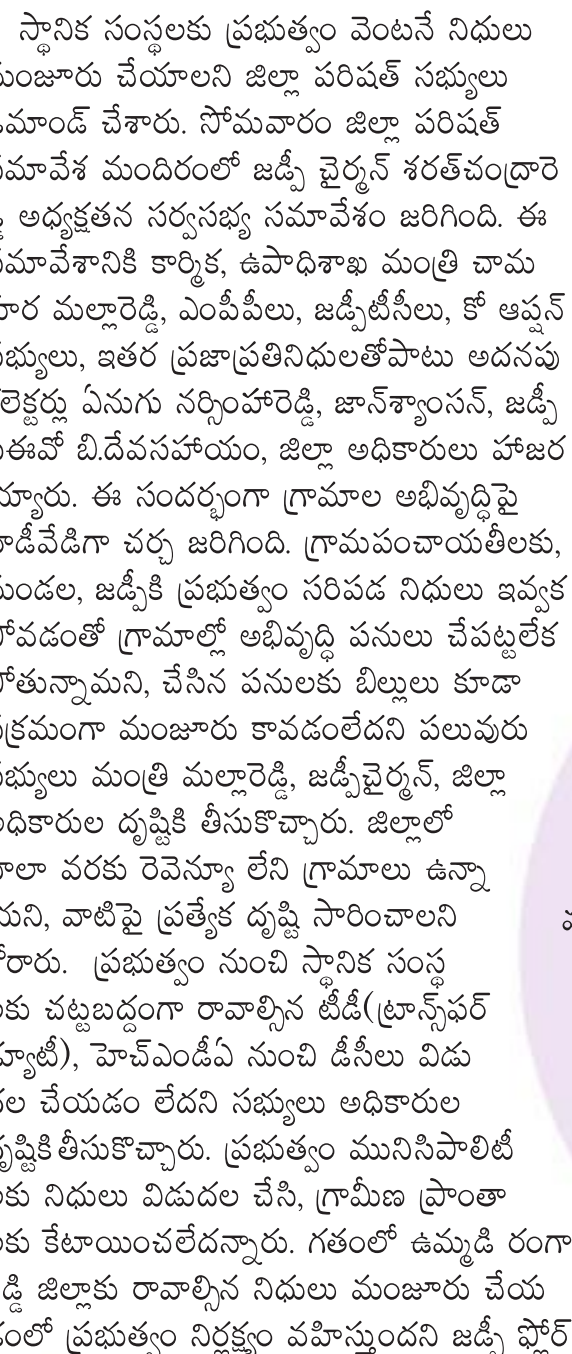 స్థానిక సంస్థలకు ప్రభుత్వం వెంటనే నిధులు
మంజూరు చేయాలని జిల్లా పరిషత్ సభ్యులు
డిమాండ్ చేశారు. సోమవారం జిల్లా పరిషత్
సమావేశ మందిరంలో జడ్పీ చైర్మన్ శరత్‌చంద్రారె
డ్డి అధ్యక్షతన సర్వసభ్య సమావేశం జరిగింది. ఈ
సమావేశానికి కార్మిక, ఉపాధిశాఖ మంత్రి చామ
కూర మల్లారెడ్డి, ఎంపీపీలు, జడ్పీటీసీలు, కో ఆప్షన్
సభ్యులు, ఇతర ప్రజాప్రతినిధులతోపాటు అదనపు
కలెక్టర్లు ఏనుగు నర్సింహారెడ్డి, జాన్‌శ్యాంసన్, జడ్పీ
సీఈవో బి.దేవసహాయం, జిల్లా అధికారులు హాజర
య్యారు. ఈ సందర్భంగా గ్రామాల అభివృద్ధిపై
వాడీవేడిగా చర్చ జరిగింది. గ్రామపంచాయతీలకు,
మండల, జడ్పీకి ప్రభుత్వం సరిపడ నిధులు ఇవ్వక
పోవడంతో గ్రామాల్లో అభివృద్ధి పనులు చేపట్టలేక
పోతున్నామని, చేసిన పనులకు బిల్లులు కూడా
సక్రమంగా మంజూరు కావడంలేదని పలువురు
సభ్యులు మంత్రి మల్లారెడ్డి, జడ్పీచైర్మన్, జిల్లా
అధికారుల దృష్టికి తీసుకొచ్చారు. జిల్లాలో
చాలా వరకు రెవెన్యూ లేని గ్రామాలు ఉన్నా
యని, వాటిపై ప్రత్యేక దృష్టి సారించాలని
కోరారు. ప్రభుత్వం నుంచి స్థానిక సంస్థ
లకు చట్టబద్దంగా రావాల్సిన టీడీ(ట్రాన్స్‌ఫర్
డ్యూటీ), హెచ్ఎండీఏ నుంచి డీసీలు విడు
దల చేయడం లేదని సభ్యులు అధికారుల
దృష్టికి తీసుకొచ్చారు. ప్రభుత్వం మునిసిపాలిటీ
లకు నిధులు విడుదల చేసి, గ్రామీణ ప్రాంతా
లకు కేటాయించలేదన్నారు. గతంలో ఉమ్మడి రంగా
రెడ్డి జిల్లాకు రావాల్సిన నిధులు మంజూరు చేయ
డంలో ప్రభుత్వం నిర్లక్ష్యం వహిస్తుందని జడ్పీ ఫ్లోర్